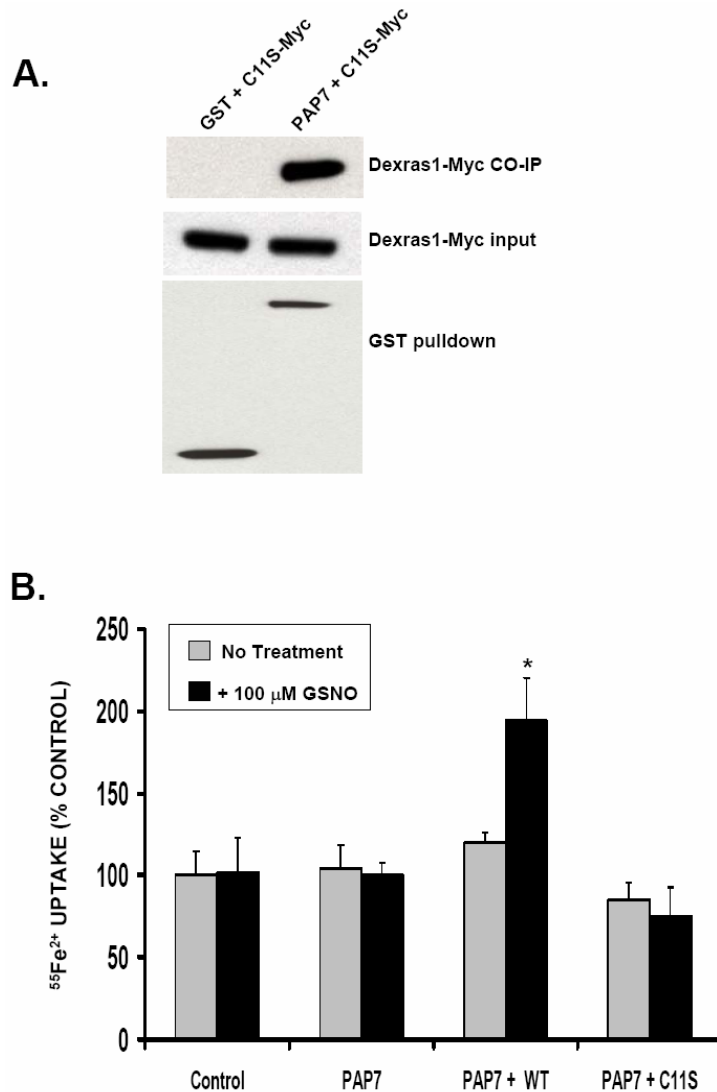 A.
GST + C11S-Myc
PAP7 + C11S-Myc
Dexras1-Myc CO-IP
Dexras1-Myc input
GST pulldown
B.
⁵⁵Fe²⁺ UPTAKE (% CONTROL)
250
200
150
100
50
0
No Treatment
+ 100 μM GSNO
*
Control
PAP7
PAP7 + WT
PAP7 + C11S